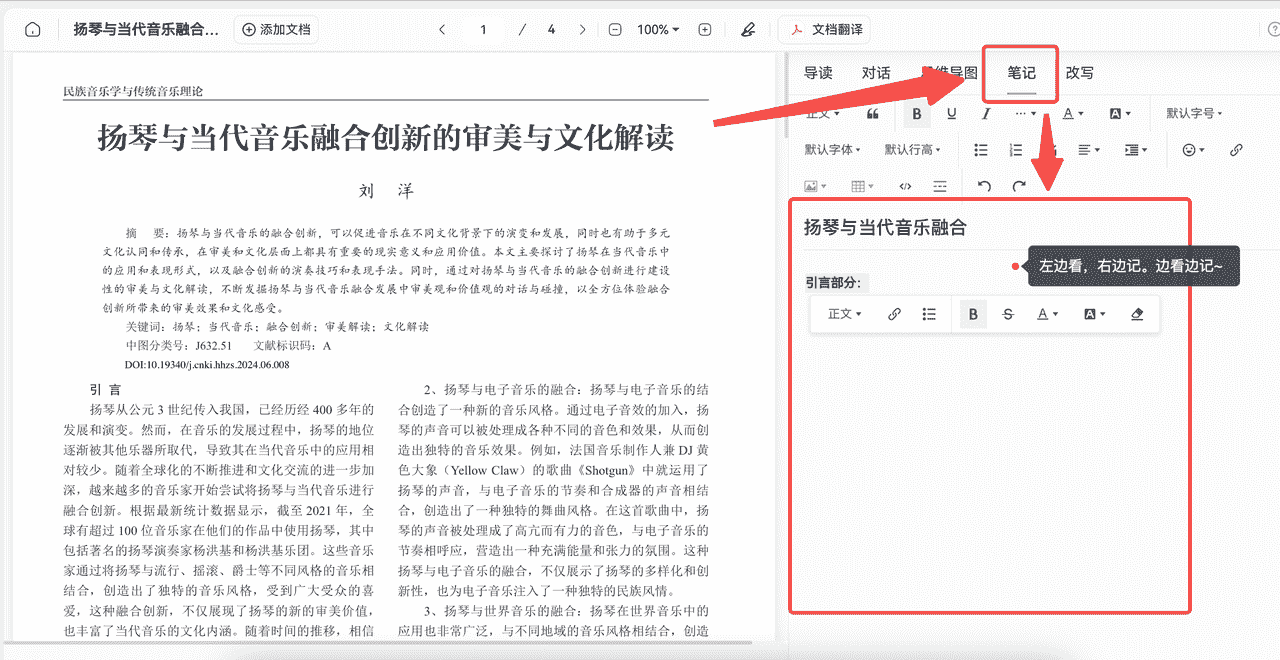 扬琴与当代音乐融合...
添加文档
1 / 4
100%
文档翻译
民族音乐学与传统音乐理论
扬琴与当代音乐融合创新的审美与文化解读
刘 洋
摘 要：扬琴与当代音乐的融合创新，可以促进音乐在不同文化背景下的演变和发展，同时也有助于多元
文化认同和传承，在审美和文化层面上都具有重要的现实意义和应用价值。本文主要探讨了扬琴在当代音乐中
的应用和表现形式，以及融合创新的演奏技巧和表现手法。同时，通过对扬琴与当代音乐的融合创新进行建设
性的审美与文化解读，不断发掘扬琴与当代音乐融合发展中审美观和价值观的对话与碰撞，以全方位体验融合
创新所带来的审美效果和文化感受。
关键词：扬琴；当代音乐；融合创新；审美解读；文化解读
中图分类号：J632.51 文献标识码：A
DOI:10.19340/j.cnki.hhzs.2024.06.008
引 言
扬琴从公元 3 世纪传入我国，已经历经 400 多年的
发展和演变。然而，在音乐的发展过程中，扬琴的地位
逐渐被其他乐器所取代，导致其在当代音乐中的应用相
对较少。随着全球化的不断推进和文化交流的进一步加
深，越来越多的音乐家开始尝试将扬琴与当代音乐进行
融合创新。根据最新统计数据显示，截至 2021 年，全
球有超过 100 位音乐家在他们的作品中使用扬琴，其中
包括著名的扬琴演奏家杨洪基和杨洪基乐团。这些音乐
家通过将扬琴与流行、摇滚、爵士等不同风格的音乐相
结合，创造出了独特的音乐风格，受到广大受众的喜
爱，这种融合创新，不仅展现了扬琴的新的审美价值，
也丰富了当代音乐的文化内涵。随着时间的推移，相信
2、扬琴与电子音乐的融合：扬琴与电子音乐的结
合创造了一种新的音乐风格。通过电子音效的加入，扬
琴的声音可以被处理成各种不同的音色和效果，从而创
造出独特的音乐效果。例如，法国音乐制作人兼 DJ 黄
色大象（Yellow Claw）的歌曲《Shotgun》中就运用了
扬琴的声音，与电子音乐的节奏和合成器的声音相结
合，创造出了一种独特的舞曲风格。在这首歌曲中，扬
琴的声音被处理成了高亢而有力的音色，与电子音乐的
节奏相呼应，营造出一种充满能量和张力的氛围。这种
扬琴与电子音乐的融合，不仅展示了扬琴的多样化和创
新性，也为电子音乐注入了一种独特的民族风情。
3、扬琴与世界音乐的融合：扬琴在世界音乐中的
应用也非常广泛，与不同地域的音乐风格相结合，创造
导读 对话 思维导图 笔记 改写
正文 B U I A A 默认字号
默认字体 默认行高
扬琴与当代音乐融合
左边看，右边记。边看边记~
引言部分：
正文 B S A A